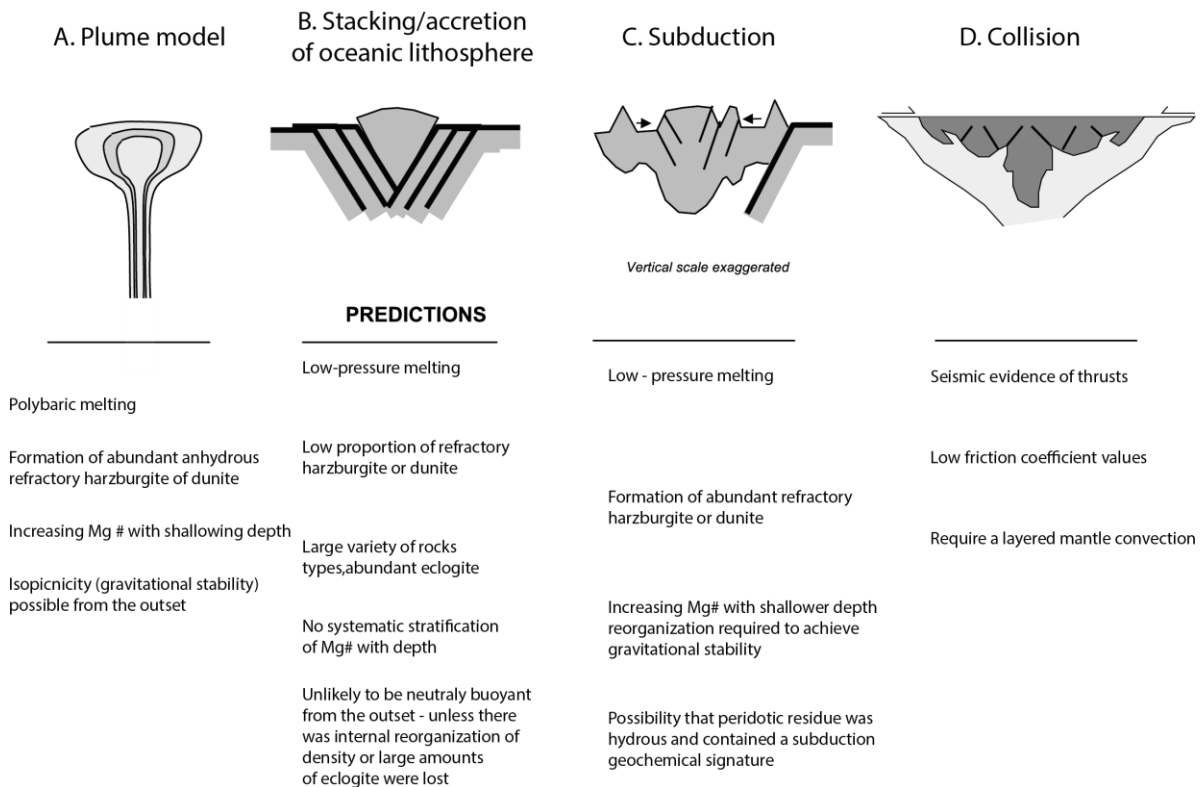 A. Plume model
B. Stacking/accretion
of oceanic lithosphere
C. Subduction
D. Collision
Vertical scale exaggerated
PREDICTIONS
Polybaric melting
Formation of abundant anhydrous
refractory harzburgite of dunite
Increasing Mg # with shallowing depth
Isopicnicity (gravitational stability)
possible from the outset
Low-pressure melting
Low proportion of refractory
harzburgite or dunite
Large variety of rocks
types,abundant eclogite
No systematic stratification
of Mg# with depth
Unlikely to be neutraly buoyant
from the outset - unless there
was internal reorganization of
density or large amounts
of eclogite were lost
Low - pressure melting
Formation of abundant refractory
harzburgite or dunite
Increasing Mg# with shallower depth
reorganization required to achieve
gravitational stability
Possibility that peridotic residue was
hydrous and contained a subduction
geochemical signature
Seismic evidence of thrusts
Low friction coefficient values
Require a layered mantle convection